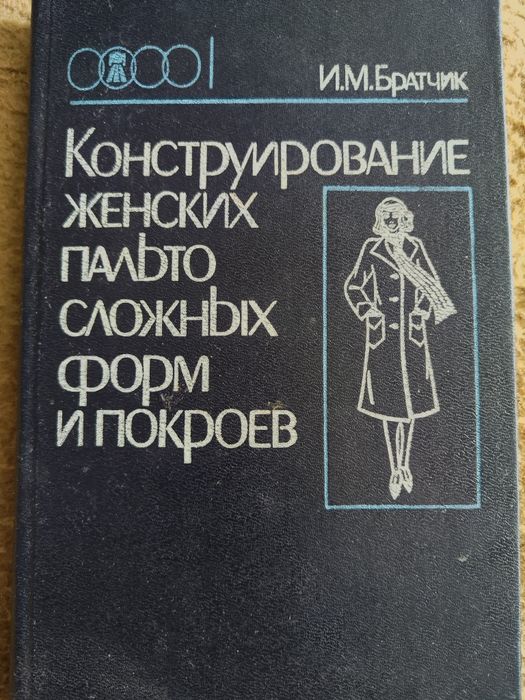 И.М.Братчик
Конструирование
женских
пальто
сложных
форм
и покроев